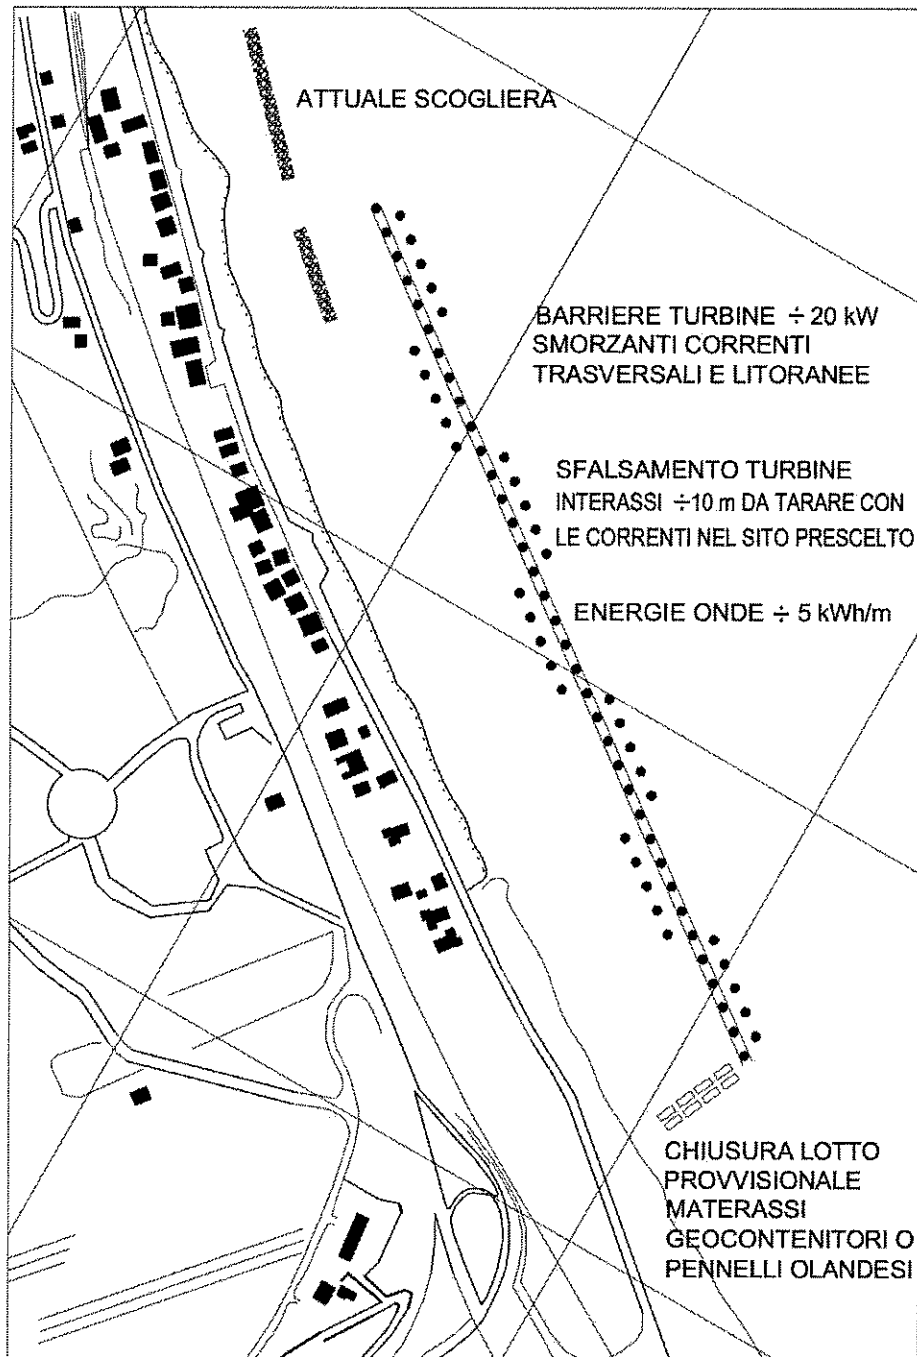 ATTUALE SCOGLIERA
BARRIERE TURBINE ÷ 20 kW
SMORZANTI CORRENTI
TRASVERSALI E LITORANEE
SFALSAMENTO TURBINE
INTERASSI ÷10 m DA TARARE CON
LE CORRENTI NEL SITO PRESCELTO
ENERGIE ONDE ÷ 5 kWh/m
CHIUSURA LOTTO
PROVVISIONALE
MATERASSI
GEOCONTENITORI O
PENNELLI OLANDESI